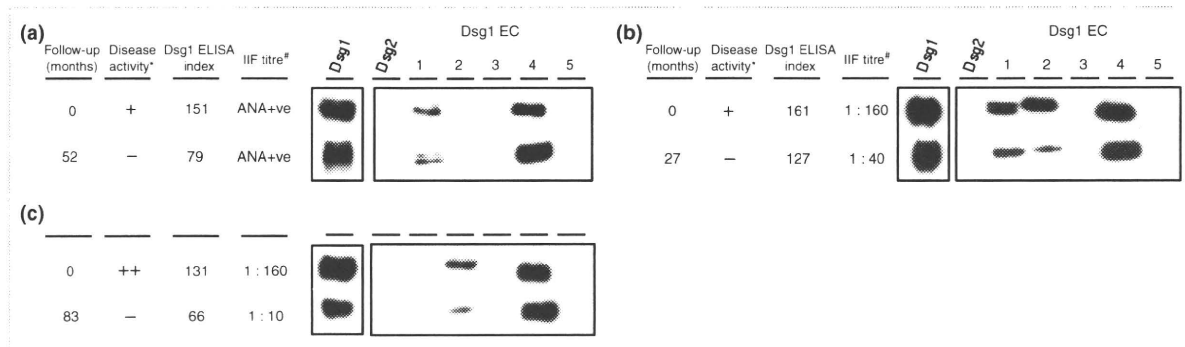 (a)
Follow-up (months) Disease activity* Dsg1 ELISA index IIF titre# Dsg1 Dsg2 Dsg1 EC 1 2 3 4 5
0 + 151 ANA+ve
52 – 79 ANA+ve
(b)
Follow-up (months) Disease activity* Dsg1 ELISA index IIF titre# Dsg1 Dsg2 Dsg1 EC 1 2 3 4 5
0 + 161 1 : 160
27 – 127 1 : 40
(c)
0 ++ 131 1 : 160
83 – 66 1 : 10